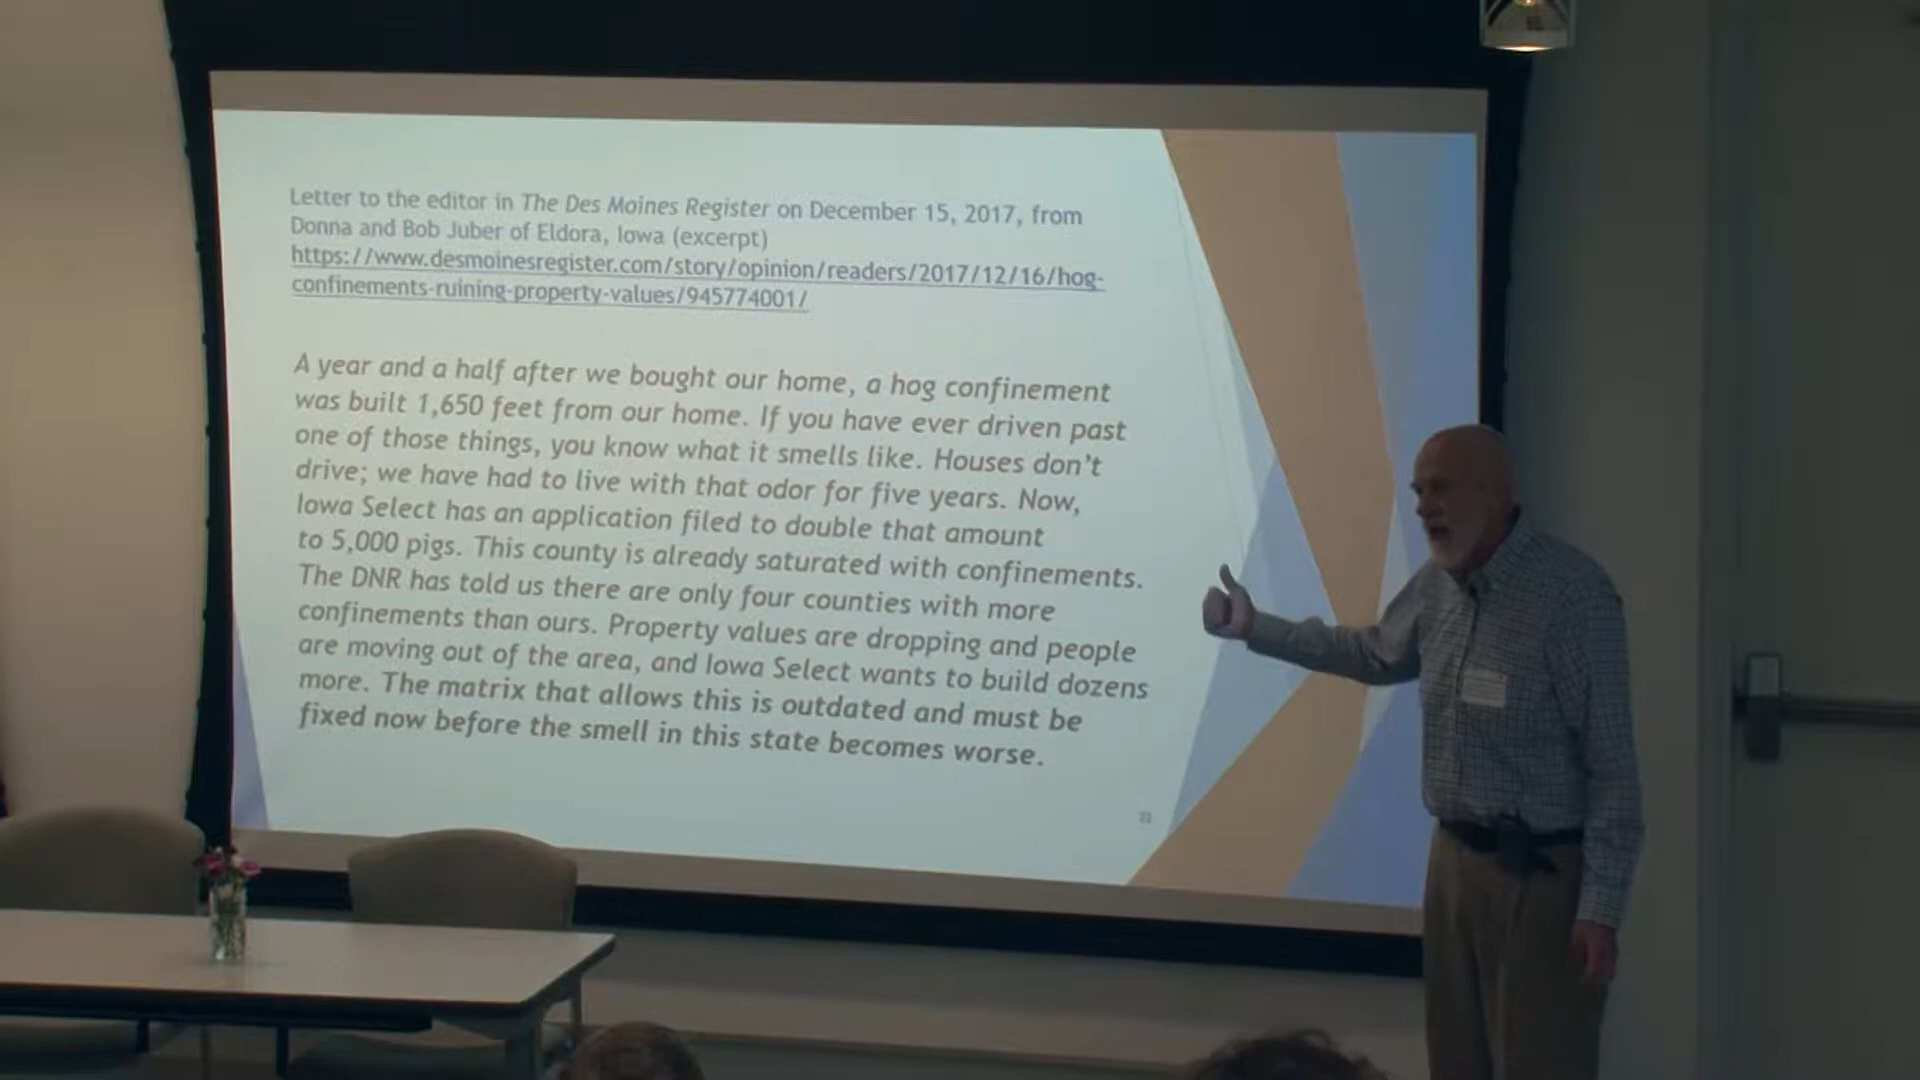 Letter to the editor in The Des Moines Register on December 15, 2017, from
Donna and Bob Juber of Eldora, Iowa (excerpt)
https://www.desmoinesregister.com/story/opinion/readers/2017/12/16/hog-
confinements-ruining-property-values/945774001/
A year and a half after we bought our home, a hog confinement
was built 1,650 feet from our home. If you have ever driven past
one of those things, you know what it smells like. Houses don't
drive; we have had to live with that odor for five years. Now,
Iowa Select has an application filed to double that amount
to 5,000 pigs. This county is already saturated with confinements.
The DNR has told us there are only four counties with more
confinements than ours. Property values are dropping and people
are moving out of the area, and Iowa Select wants to build dozens
more. The matrix that allows this is outdated and must be
fixed now before the smell in this state becomes worse.